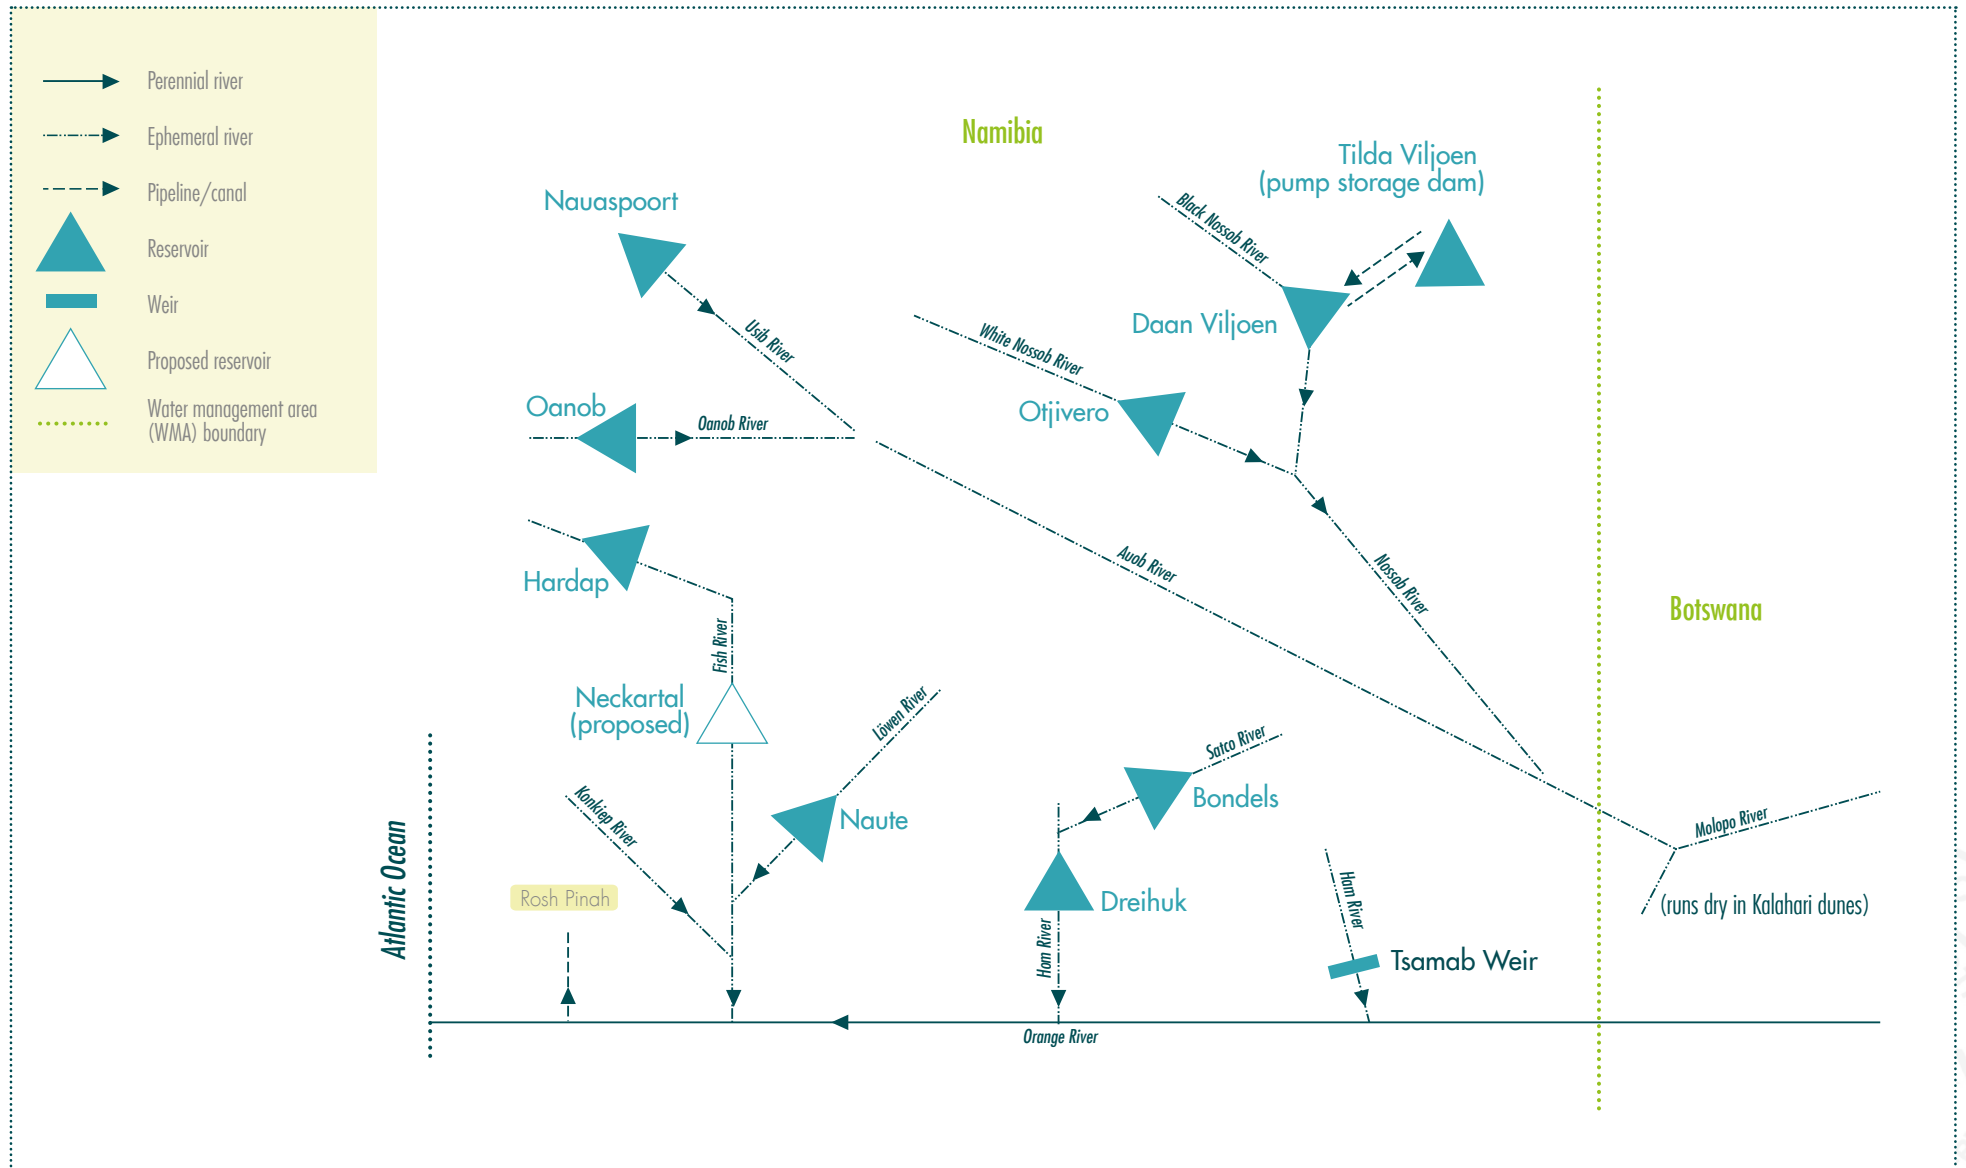 Perennial river
Ephemeral river
Pipeline/canal
Reservoir
Weir
Proposed reservoir
Water management area
(WMA) boundary
Namibia
Botswana
Tilda Viljoen
(pump storage dam)
Nauaspoort
Black Nossob River
Daan Viljoen
White Nossob River
Usib River
Otjivero
Oanob
Oanob River
Hardap
Auob River
Nossob River
Fish River
Neckartal
(proposed)
Löwen River
Satco River
Bondels
Konkiep River
Naute
Molopo River
Atlantic Ocean
Rosh Pinah
Dreihuk
Ham River
Ham River
(runs dry in Kalahari dunes)
Tsamab Weir
Orange River